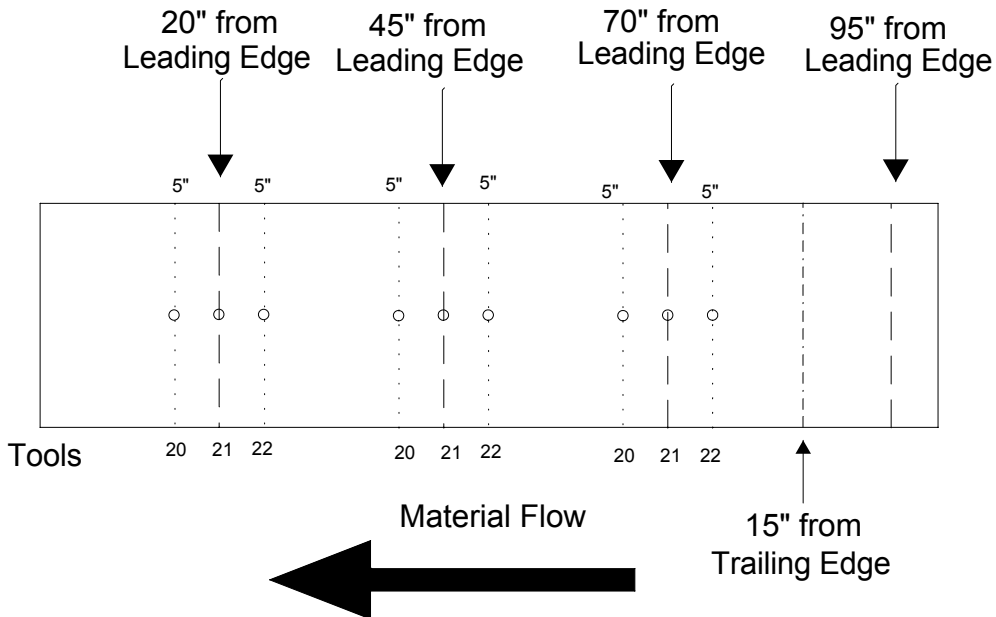 20" from
Leading Edge
45" from
Leading Edge
70" from
Leading Edge
95" from
Leading Edge
5" 5" 5" 5" 5" 5"
Tools 20 21 22 20 21 22 20 21 22
Material Flow
15" from
Trailing Edge